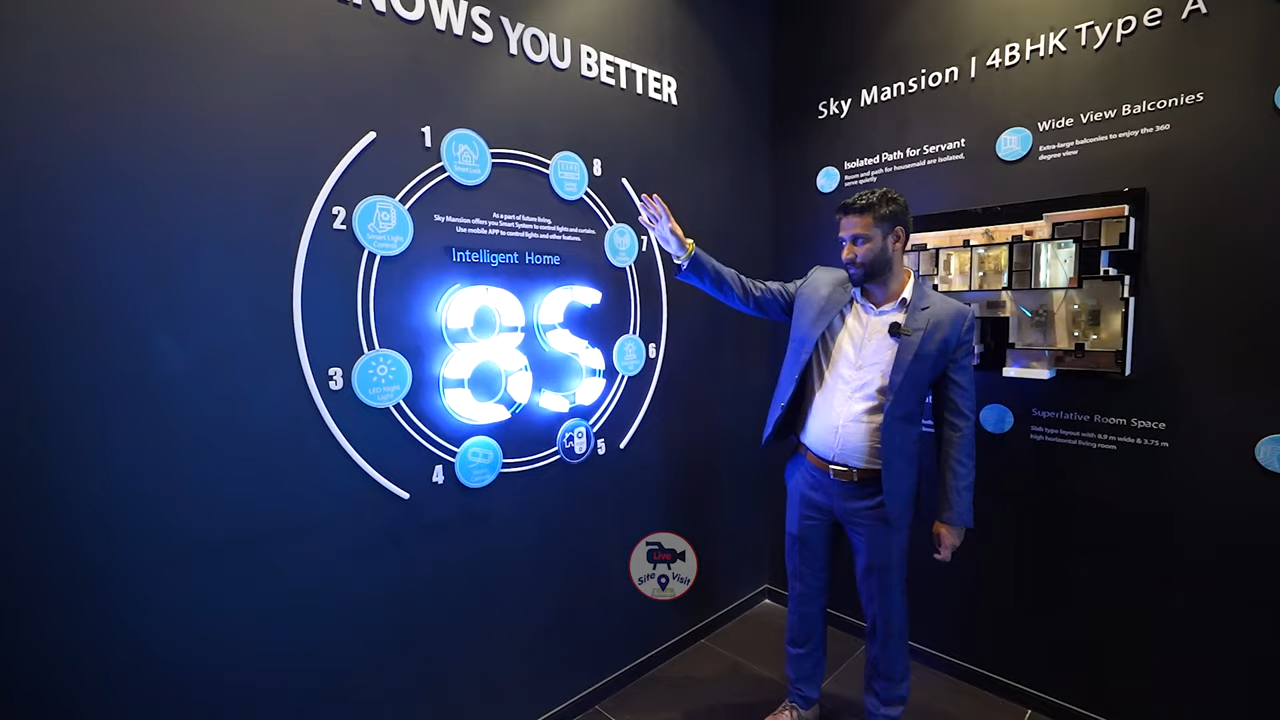 NOWS YOU BETTER
1
Smart Lock
8
2
Smart Light
Control
As a part of future living,
Sky Mansion offers you Smart System to control lights and curtains.
Use mobile APP to control lights and other features.
7
Intelligent Home
8S
3
LED Night
Light
6
4
5
Sky Mansion | 4BHK Type A
Isolated Path for Servant
Room and path for housemaid are isolated,
serve quietly
Wide View Balconies
Extra-large balconies to enjoy the 360
degree view
Superlative Room Space
Slab type layout with 8.9 m wide & 3.75 m
high horizontal living room
Live
Site Visit